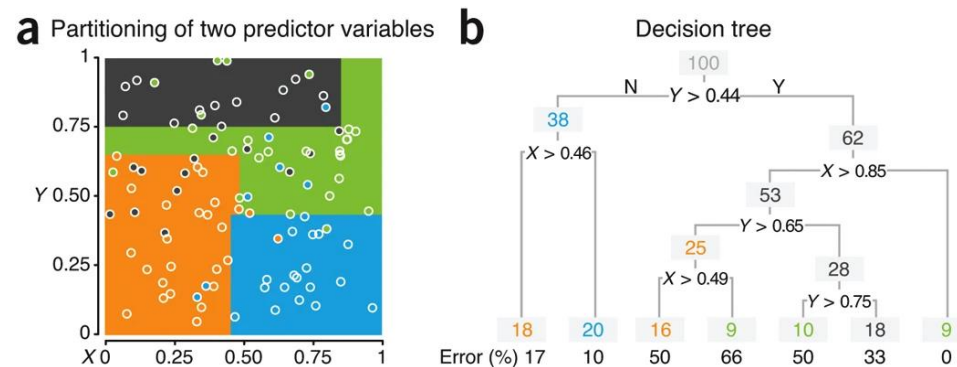 a Partitioning of two predictor variables
1
0.75
Y 0.50
0.25
0
X 0 0.25 0.50 0.75 1
b Decision tree
100
N Y > 0.44 Y
38 62
X > 0.46 X > 0.85
53
Y > 0.65
25 28
X > 0.49 Y > 0.75
18 20 16 9 10 18 9
Error (%) 17 10 50 66 50 33 0